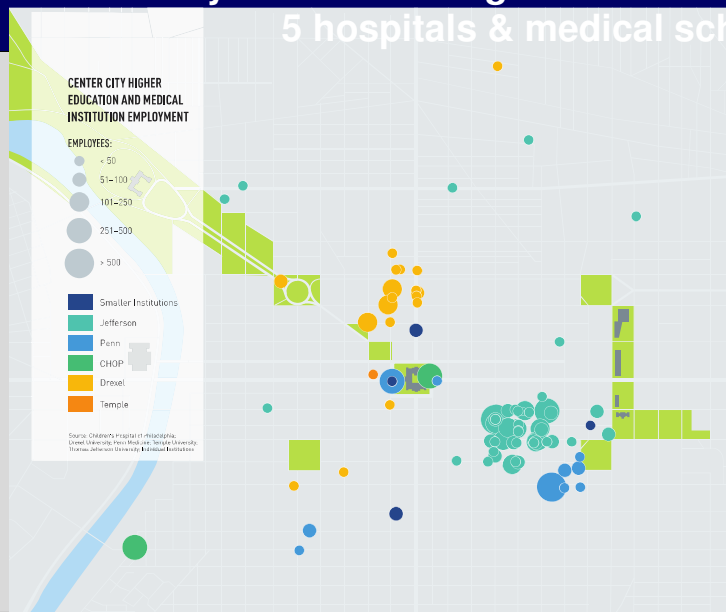 5 hospitals & medical
CENTER CITY HIGHER
EDUCATION AND MEDICAL
INSTITUTION EMPLOYMENT
EMPLOYEES:
< 50
51–100
101–250
251–500
> 500
Smaller Institutions
Jefferson
Penn
CHOP
Drexel
Temple
Source: Children's Hospital of Philadelphia,
Drexel University, Penn Medicine, Temple University,
Thomas Jefferson University, Individual Institutions